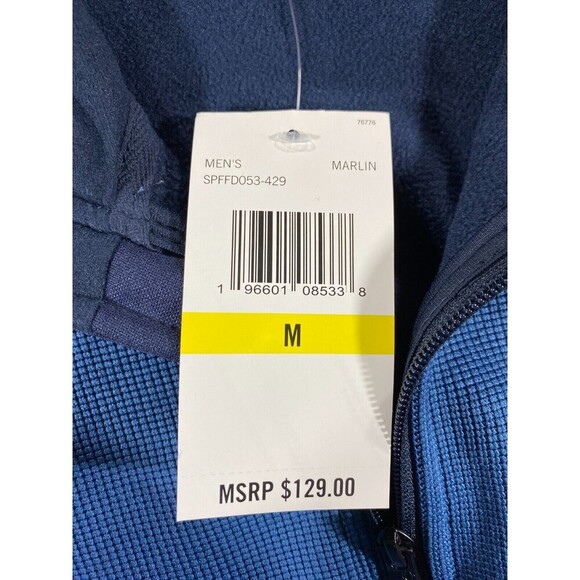 76776
MEN'S MARLIN
SPFFD053-429
1 96601 08533 8
M
MSRP $129.00